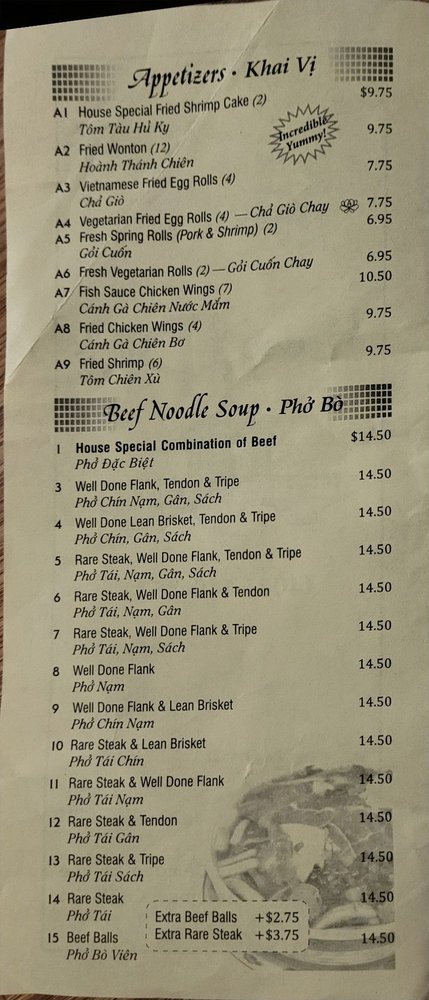 Appetizers · Khai Vị
A1 House Special Fried Shrimp Cake (2) $9.75
Tôm Tàu Hủ Ky
Incredible Yummy!
A2 Fried Wonton (12) 9.75
Hoành Thánh Chiên
A3 Vietnamese Fried Egg Rolls (4) 7.75
Chả Giò
A4 Vegetarian Fried Egg Rolls (4) — Chả Giò Chay 7.75
A5 Fresh Spring Rolls (Pork & Shrimp) (2) 6.95
Gỏi Cuốn
A6 Fresh Vegetarian Rolls (2) — Gỏi Cuốn Chay 6.95
A7 Fish Sauce Chicken Wings (7) 10.50
Cánh Gà Chiên Nước Mắm
A8 Fried Chicken Wings (4) 9.75
Cánh Gà Chiên Bơ
A9 Fried Shrimp (6) 9.75
Tôm Chiên Xù
Beef Noodle Soup · Phở Bò
1 House Special Combination of Beef $14.50
Phở Đặc Biệt
3 Well Done Flank, Tendon & Tripe 14.50
Phở Chín Nạm, Gân, Sách
4 Well Done Lean Brisket, Tendon & Tripe 14.50
Phở Chín, Gân, Sách
5 Rare Steak, Well Done Flank, Tendon & Tripe 14.50
Phở Tái, Nạm, Gân, Sách
6 Rare Steak, Well Done Flank & Tendon 14.50
Phở Tái, Nạm, Gân
7 Rare Steak, Well Done Flank & Tripe 14.50
Phở Tái, Nạm, Sách
8 Well Done Flank 14.50
Phở Nạm
9 Well Done Flank & Lean Brisket 14.50
Phở Chín Nạm
10 Rare Steak & Lean Brisket 14.50
Phở Tái Chín
11 Rare Steak & Well Done Flank 14.50
Phở Tái Nạm
12 Rare Steak & Tendon 14.50
Phở Tái Gân
13 Rare Steak & Tripe 14.50
Phở Tái Sách
14 Rare Steak 14.50
Phở Tái
Extra Beef Balls +$2.75
Extra Rare Steak +$3.75
15 Beef Balls 14.50
Phở Bò Viên